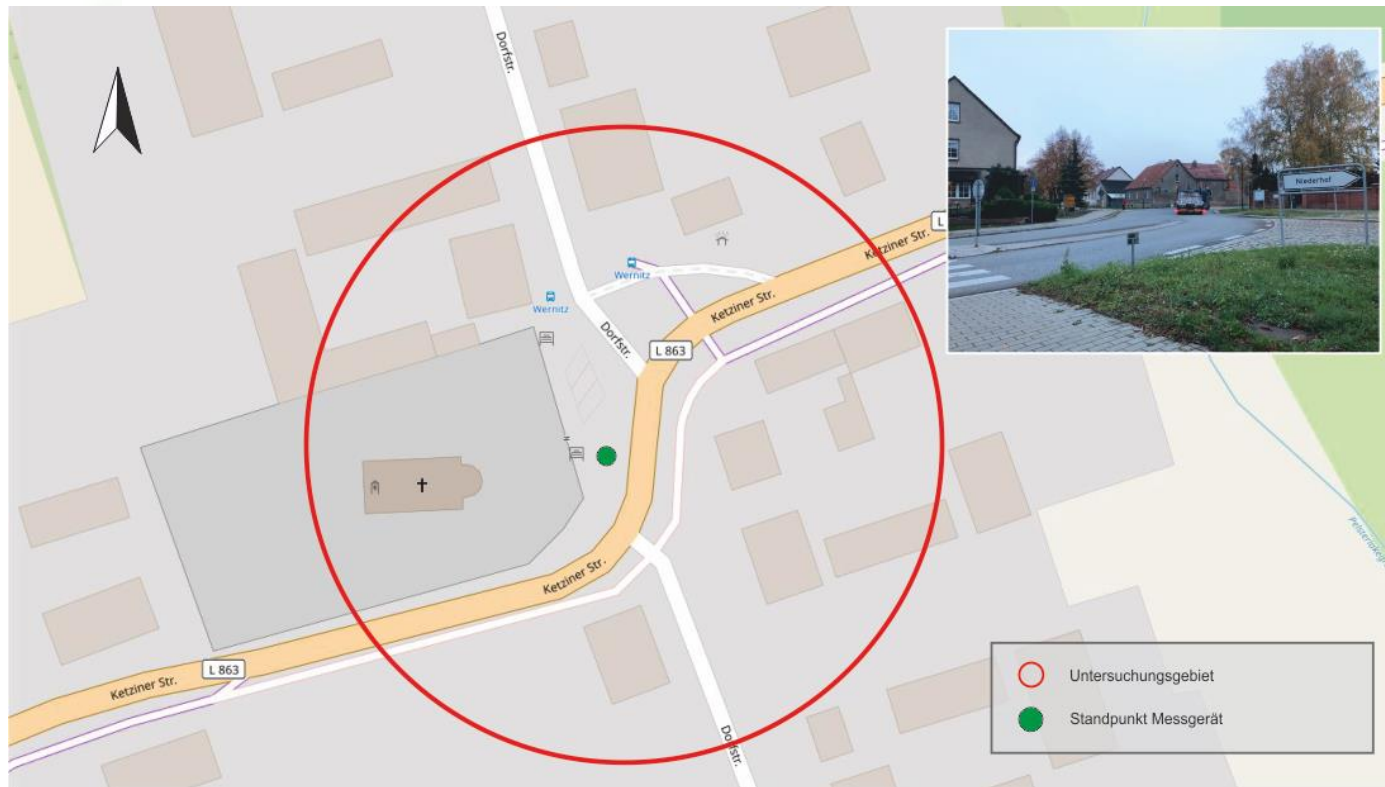 Dorfstr.
Niederhof
L
Ketziner Str.
Wernitz
Wernitz
Ketziner Str.
Dorfstr.
L 863
Ketziner Str.
L 863
Ketziner Str.
Dorfstr.
Untersuchungsgebiet
Standpunkt Messgerät